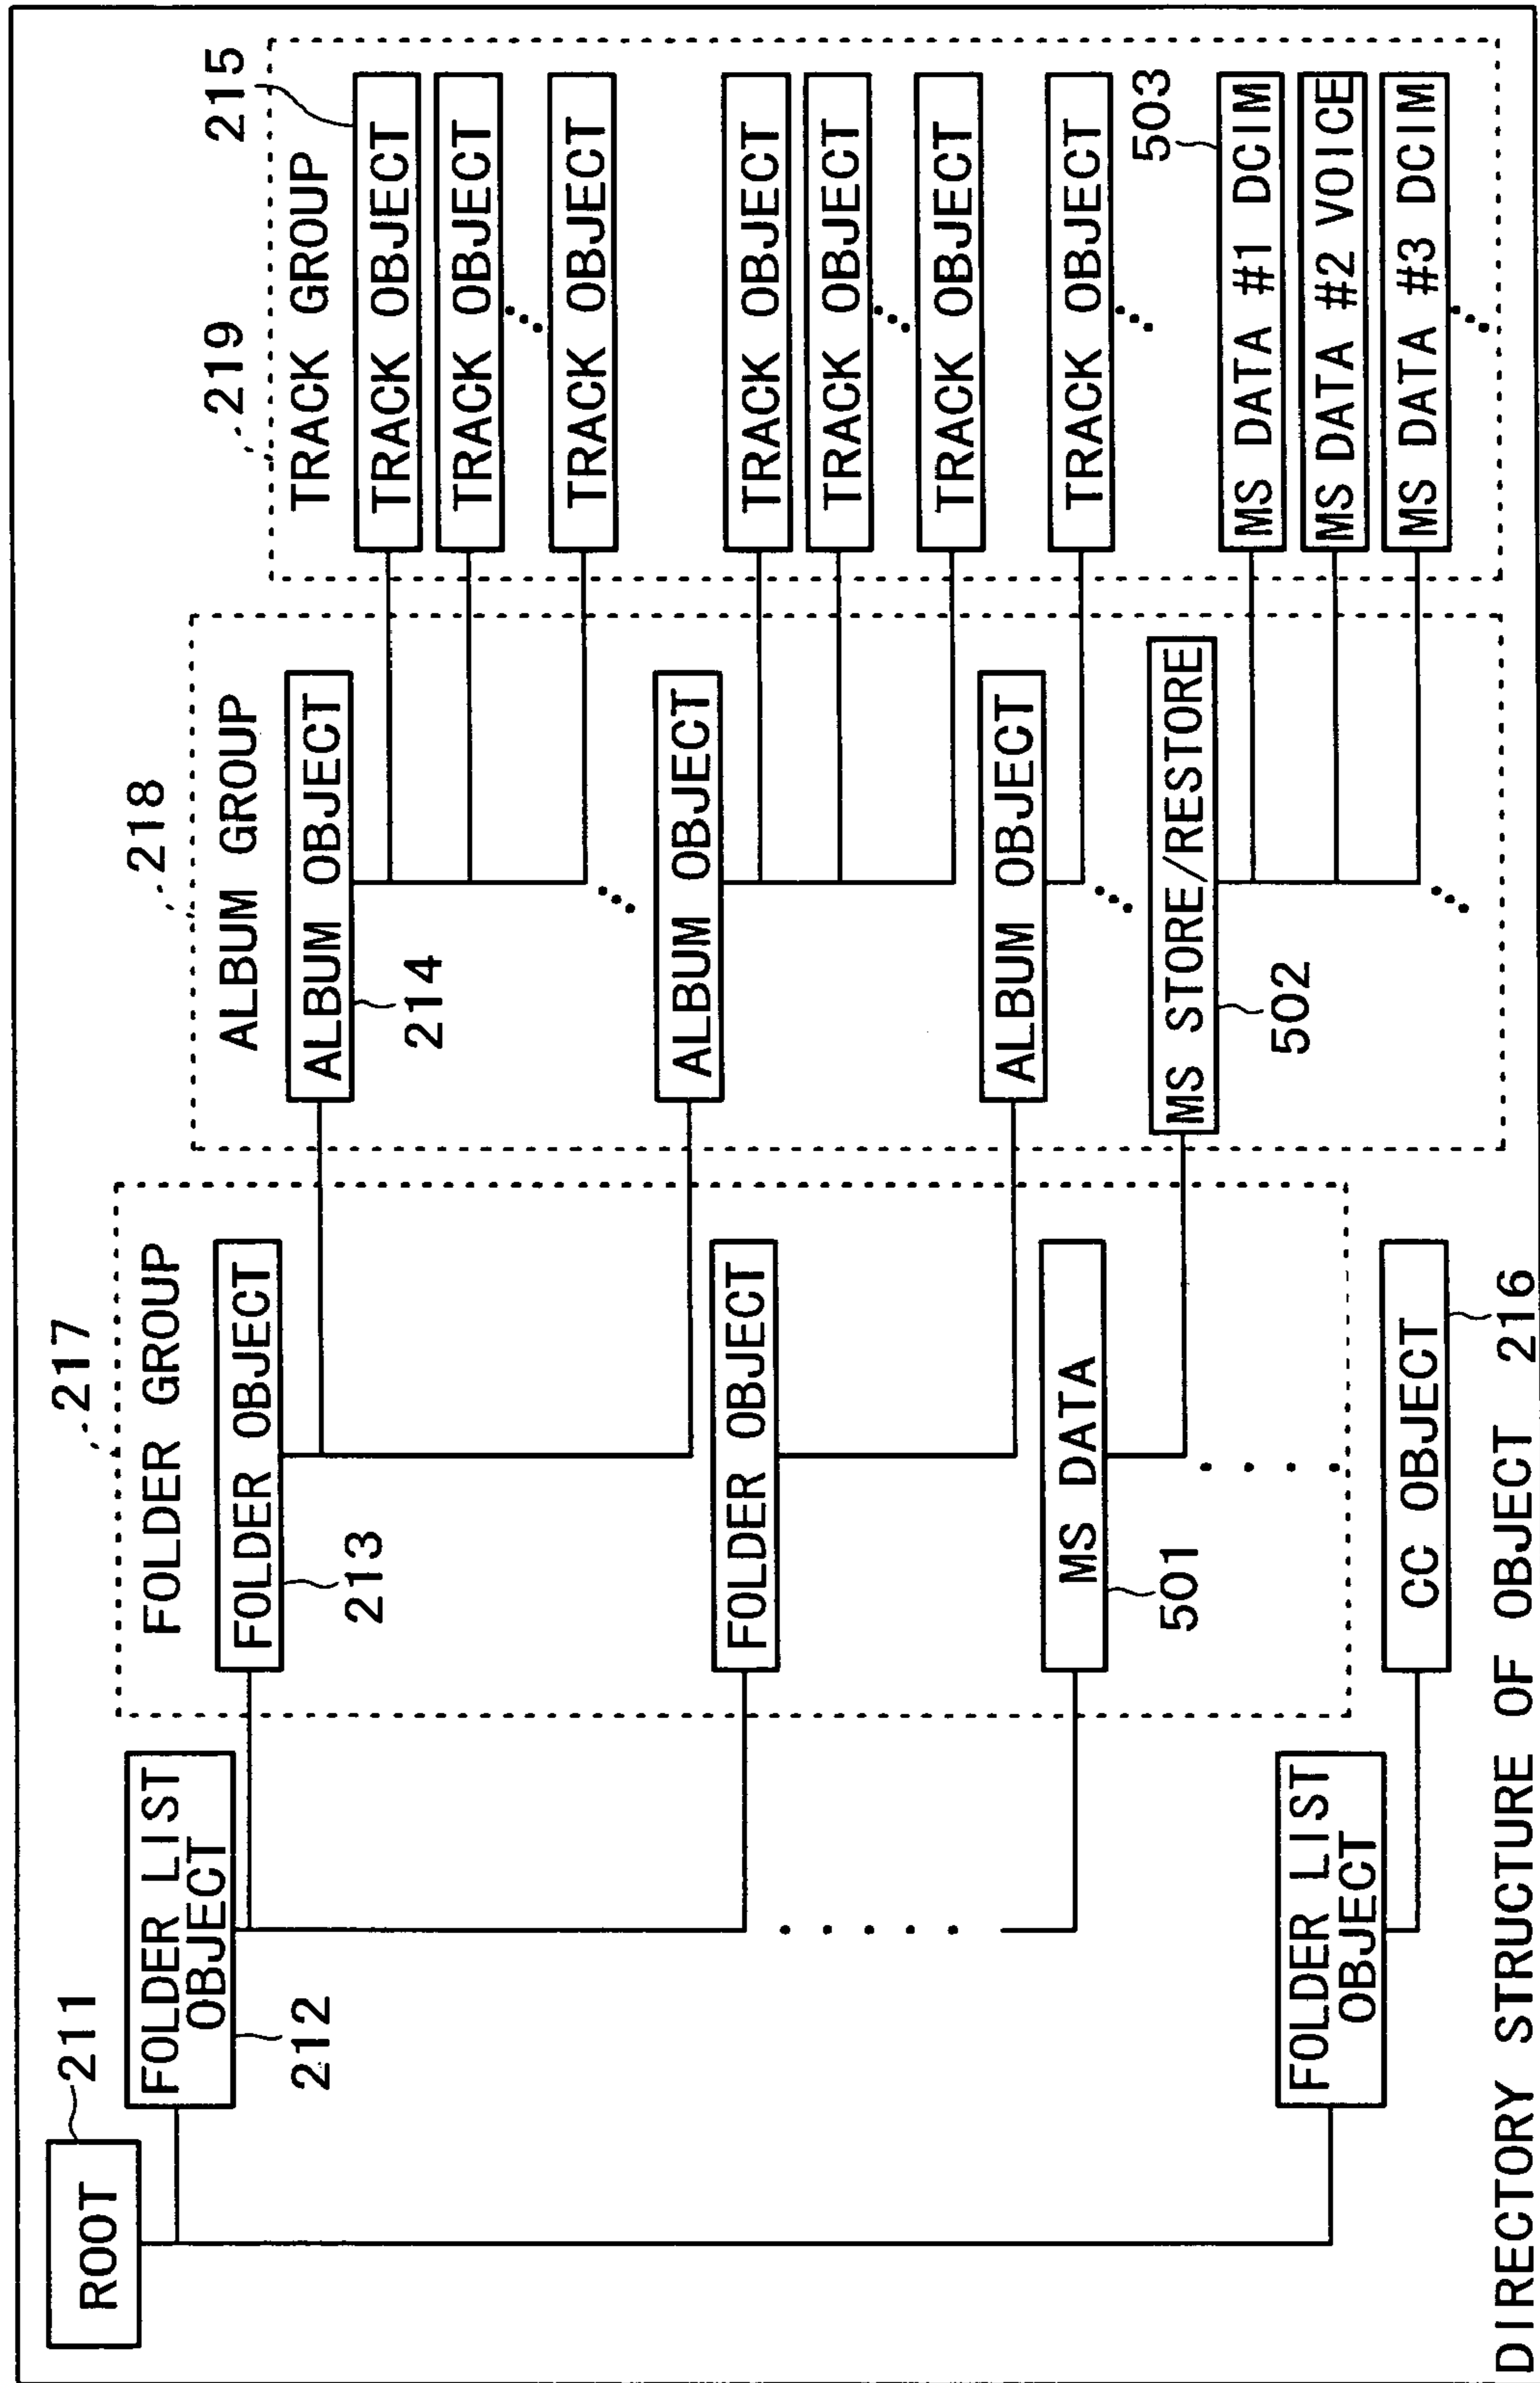 ROOT
211
FOLDER LIST
OBJECT
212
FOLDER LIST
OBJECT
217
FOLDER GROUP
FOLDER OBJECT
213
FOLDER OBJECT
MS DATA
501
CC OBJECT
216
218
ALBUM GROUP
ALBUM OBJECT
214
ALBUM OBJECT
ALBUM OBJECT
MS STORE/RESTORE
502
219
TRACK GROUP
215
TRACK OBJECT
TRACK OBJECT
TRACK OBJECT
TRACK OBJECT
TRACK OBJECT
TRACK OBJECT
TRACK OBJECT
503
MS DATA #1 DCIM
MS DATA #2 VOICE
MS DATA #3 DCIM
DIRECTORY STRUCTURE OF OBJECT